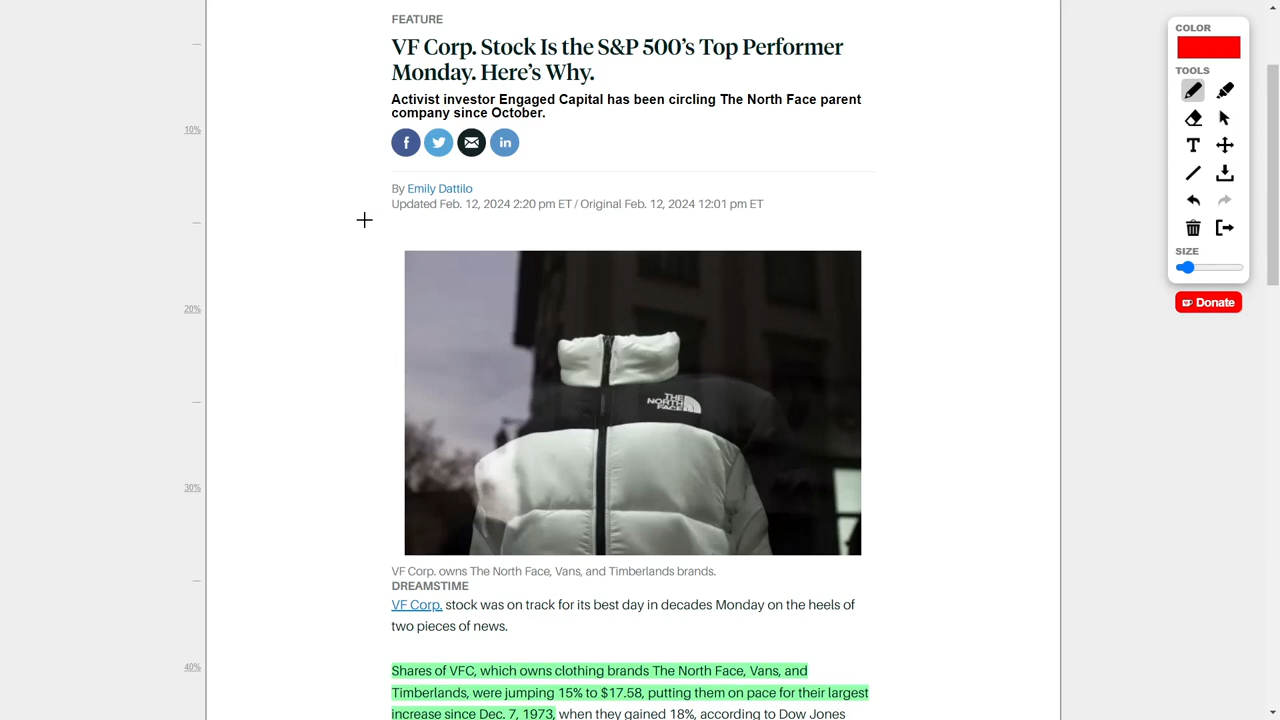 FEATURE
VF Corp. Stock Is the S&P 500's Top Performer
Monday. Here's Why.
Activist investor Engaged Capital has been circling The North Face parent
company since October.
By Emily Dattilo
Updated Feb. 12, 2024 2:20 pm ET / Original Feb. 12, 2024 12:01 pm ET
THE
NORTH
FACE
VF Corp. owns The North Face, Vans, and Timberlands brands.
DREAMSTIME
VF Corp. stock was on track for its best day in decades Monday on the heels of
two pieces of news.
Shares of VFC, which owns clothing brands The North Face, Vans, and
Timberlands, were jumping 15% to $17.58, putting them on pace for their largest
increase since Dec. 7, 1973, when they gained 18%, according to Dow Jones
10%
20%
30%
40%
COLOR
TOOLS
SIZE
Donate